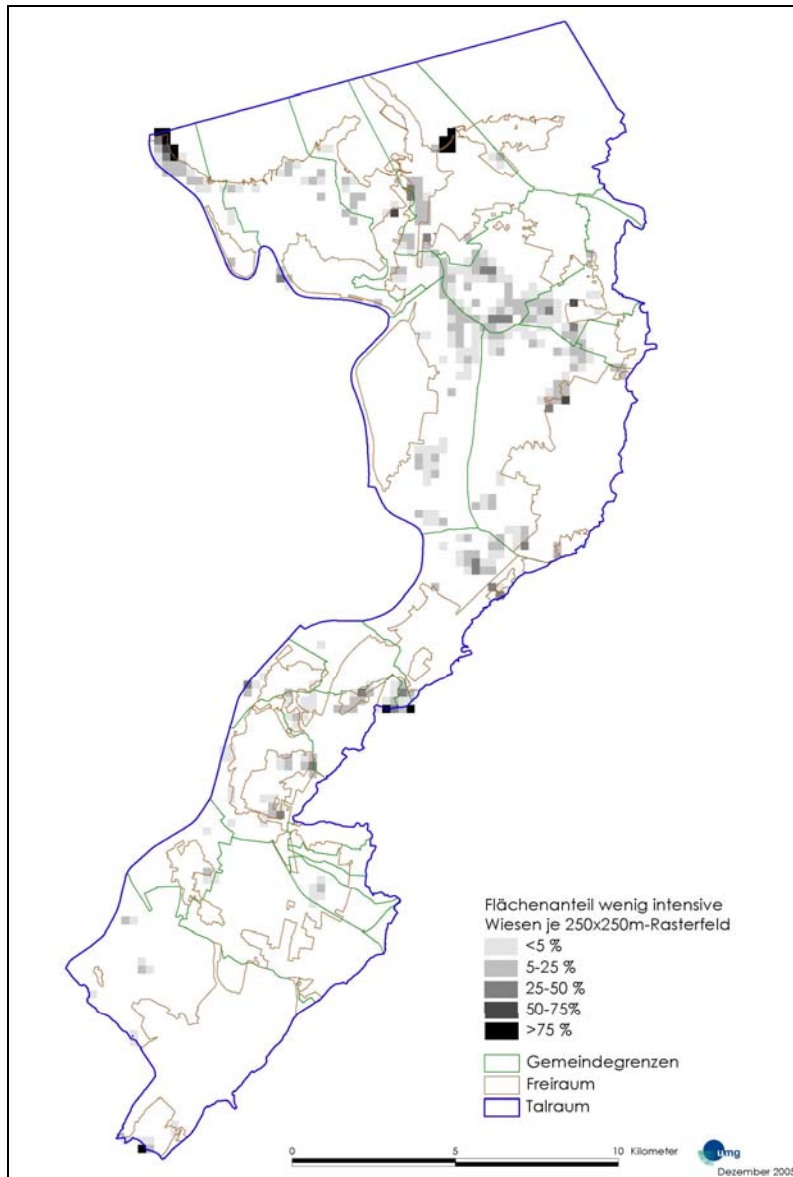 Flächenanteil wenig intensive
Wiesen je 250x250m-Rasterfeld
<5 %
5-25 %
25-50 %
50-75%
>75 %
Gemeindegrenzen
Freiraum
Talraum
0 5 10 Kilometer
umg
Dezember 2005